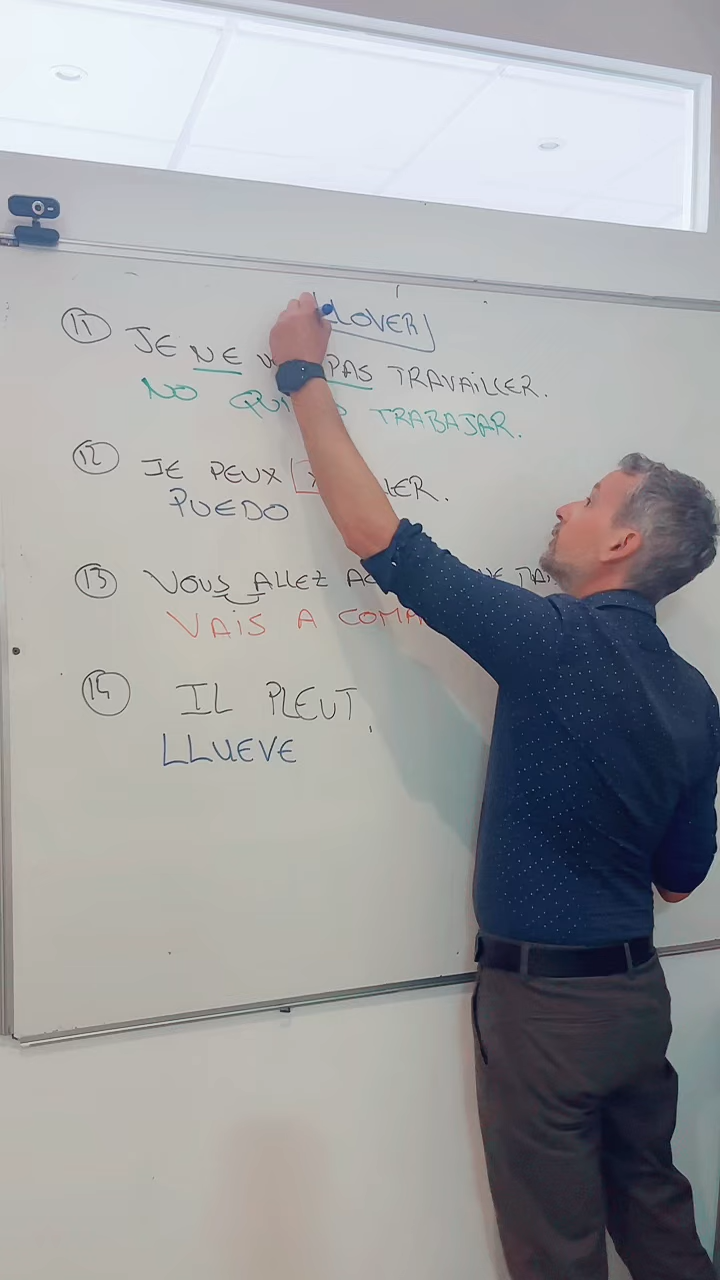 LLOVER
11 JE NE PAS TRAVAILLER.
NO TRABAJAR.
12 JE PEUX
PUEDO
13 VOUS ALLEZ
VAIS A
14 IL PLEUT.
LLUEVE